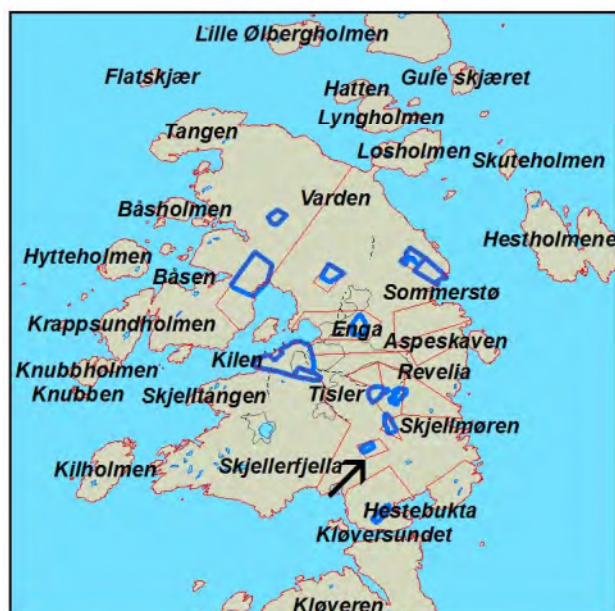 Lille Ølbergholmen
Flatskjær
Gule skjæret
Hatten
Lyngholmen
Tangen
Losholmen
Skuteholmen
Varden
Båsholmen
Hestholmene
Hytteholmen
Båsen
Sommerstø
Krappsundholmen
Enga
Aspeskaven
Kilen
Knubbholmen
Revelia
Knubben
Skjelltangen
Tisler
Skjellmøren
Kilholmen
Skjellerfjella
Hestebukta
Kløversundet
Kløveren